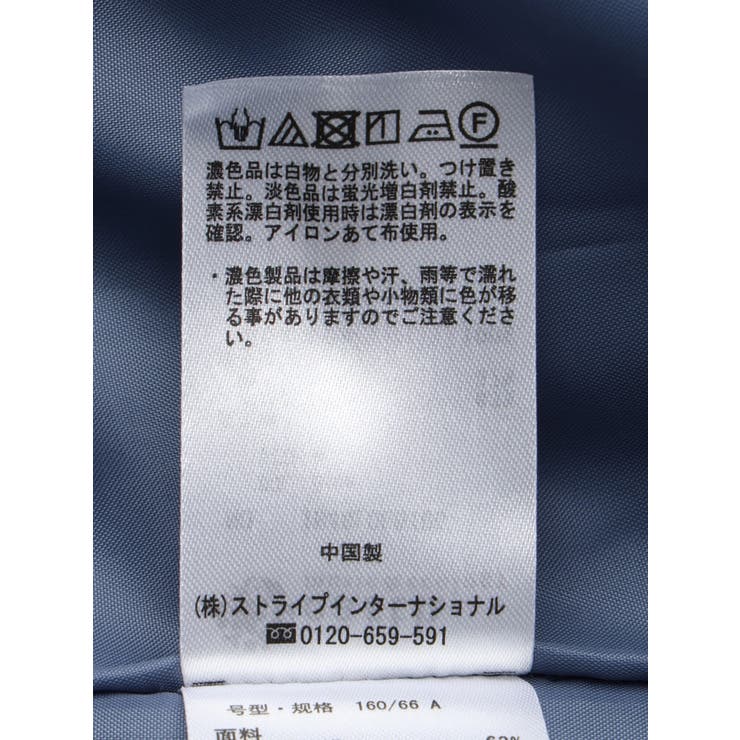 F
濃色品は白物と分別洗い。つけ置き
禁止。淡色品は蛍光増白剤禁止。酸
素系漂白剤使用時は漂白剤の表示を
確認。アイロンあて布使用。
・濃色製品は摩擦や汗、雨等で濡れ
た際に他の衣類や小物類に色が移
る事がありますのでご注意くださ
い。
中国製
(株)ストライプインターナショナル
0120-659-591
号型・规格 160/66 A
面料